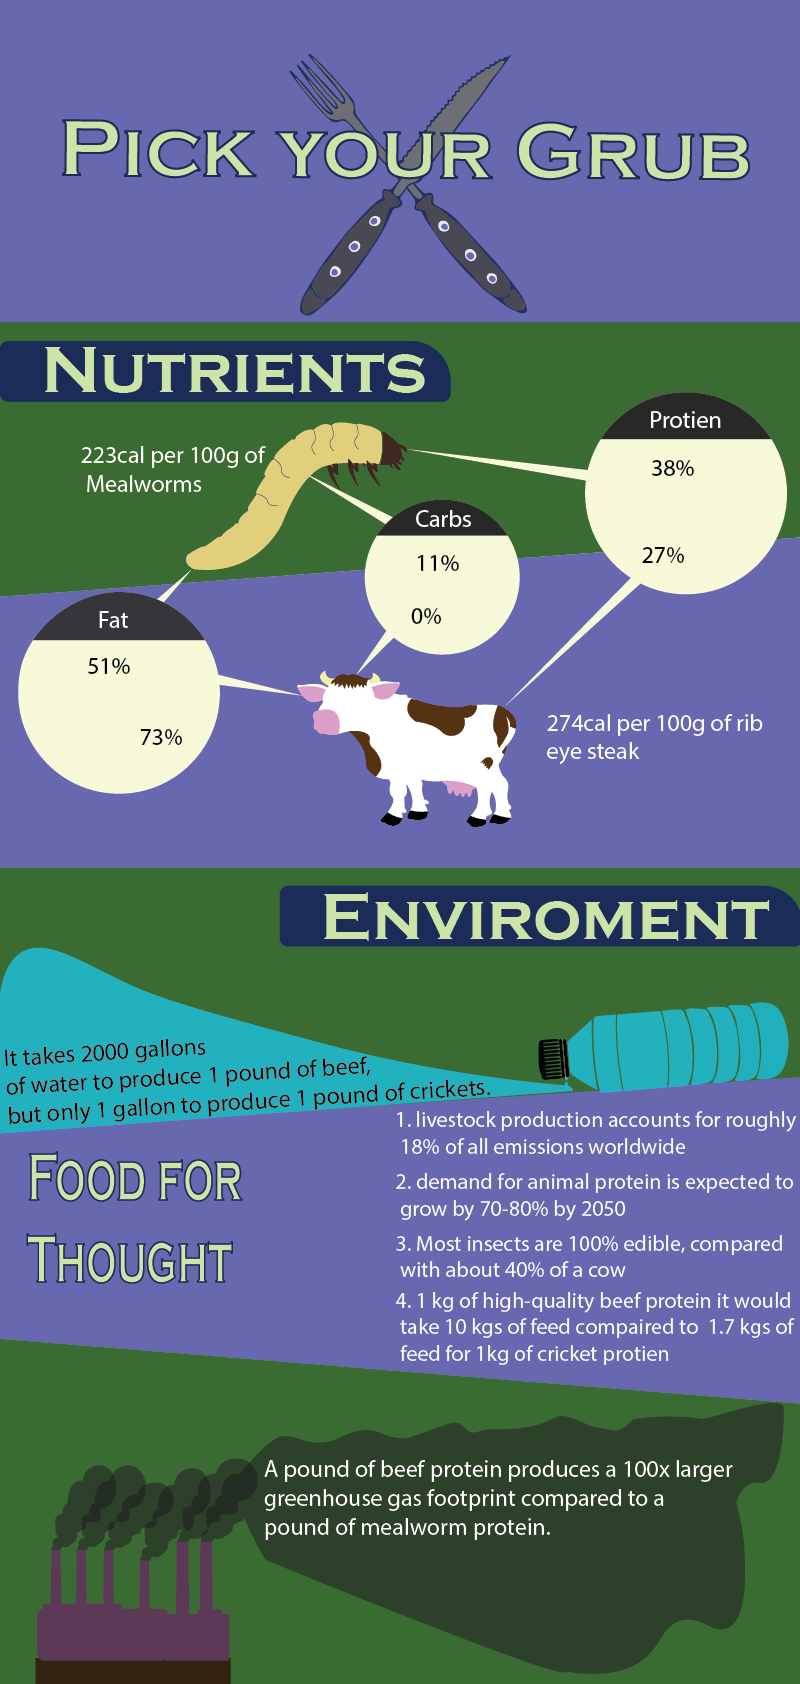 PICK YOUR GRUB
NUTRIENTS
223cal per 100g of
Mealworms
Protien
38%
27%
Carbs
11%
0%
Fat
51%
73%
274cal per 100g of rib
eye steak
ENVIROMENT
It takes 2000 gallons
of water to produce 1 pound of beef,
but only 1 gallon to produce 1 pound of crickets.
FOOD FOR
THOUGHT
1. livestock production accounts for roughly
18% of all emissions worldwide
2. demand for animal protein is expected to
grow by 70-80% by 2050
3. Most insects are 100% edible, compared
with about 40% of a cow
4. 1 kg of high-quality beef protein it would
take 10 kgs of feed compaired to 1.7 kgs of
feed for 1kg of cricket protien
A pound of beef protein produces a 100x larger
greenhouse gas footprint compared to a
pound of mealworm protein.